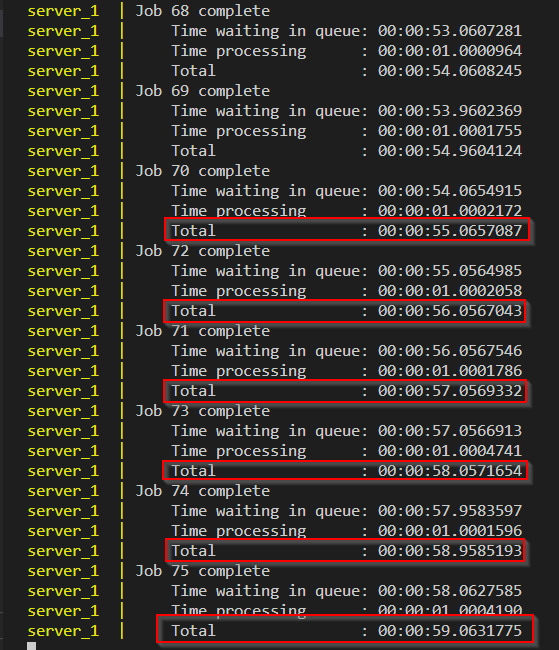 server_1  | Job 68 complete
server_1  |     Time waiting in queue: 00:00:53.0607281
server_1  |     Time processing      : 00:00:01.0000964
server_1  |     Total                : 00:00:54.0608245
server_1  | Job 69 complete
server_1  |     Time waiting in queue: 00:00:53.9602369
server_1  |     Time processing      : 00:00:01.0001755
server_1  |     Total                : 00:00:54.9604124
server_1  | Job 70 complete
server_1  |     Time waiting in queue: 00:00:54.0654915
server_1  |     Time processing      : 00:00:01.0002172
server_1  |     Total                : 00:00:55.0657087
server_1  | Job 72 complete
server_1  |     Time waiting in queue: 00:00:55.0564985
server_1  |     Time processing      : 00:00:01.0002058
server_1  |     Total                : 00:00:56.0567043
server_1  | Job 71 complete
server_1  |     Time waiting in queue: 00:00:56.0567546
server_1  |     Time processing      : 00:00:01.0001786
server_1  |     Total                : 00:00:57.0569332
server_1  | Job 73 complete
server_1  |     Time waiting in queue: 00:00:57.0566913
server_1  |     Time processing      : 00:00:01.0004741
server_1  |     Total                : 00:00:58.0571654
server_1  | Job 74 complete
server_1  |     Time waiting in queue: 00:00:57.9583597
server_1  |     Time processing      : 00:00:01.0001596
server_1  |     Total                : 00:00:58.9585193
server_1  | Job 75 complete
server_1  |     Time waiting in queue: 00:00:58.0627585
server_1  |     Time processing      : 00:00:01.0004190
server_1  |     Total                : 00:00:59.0631775